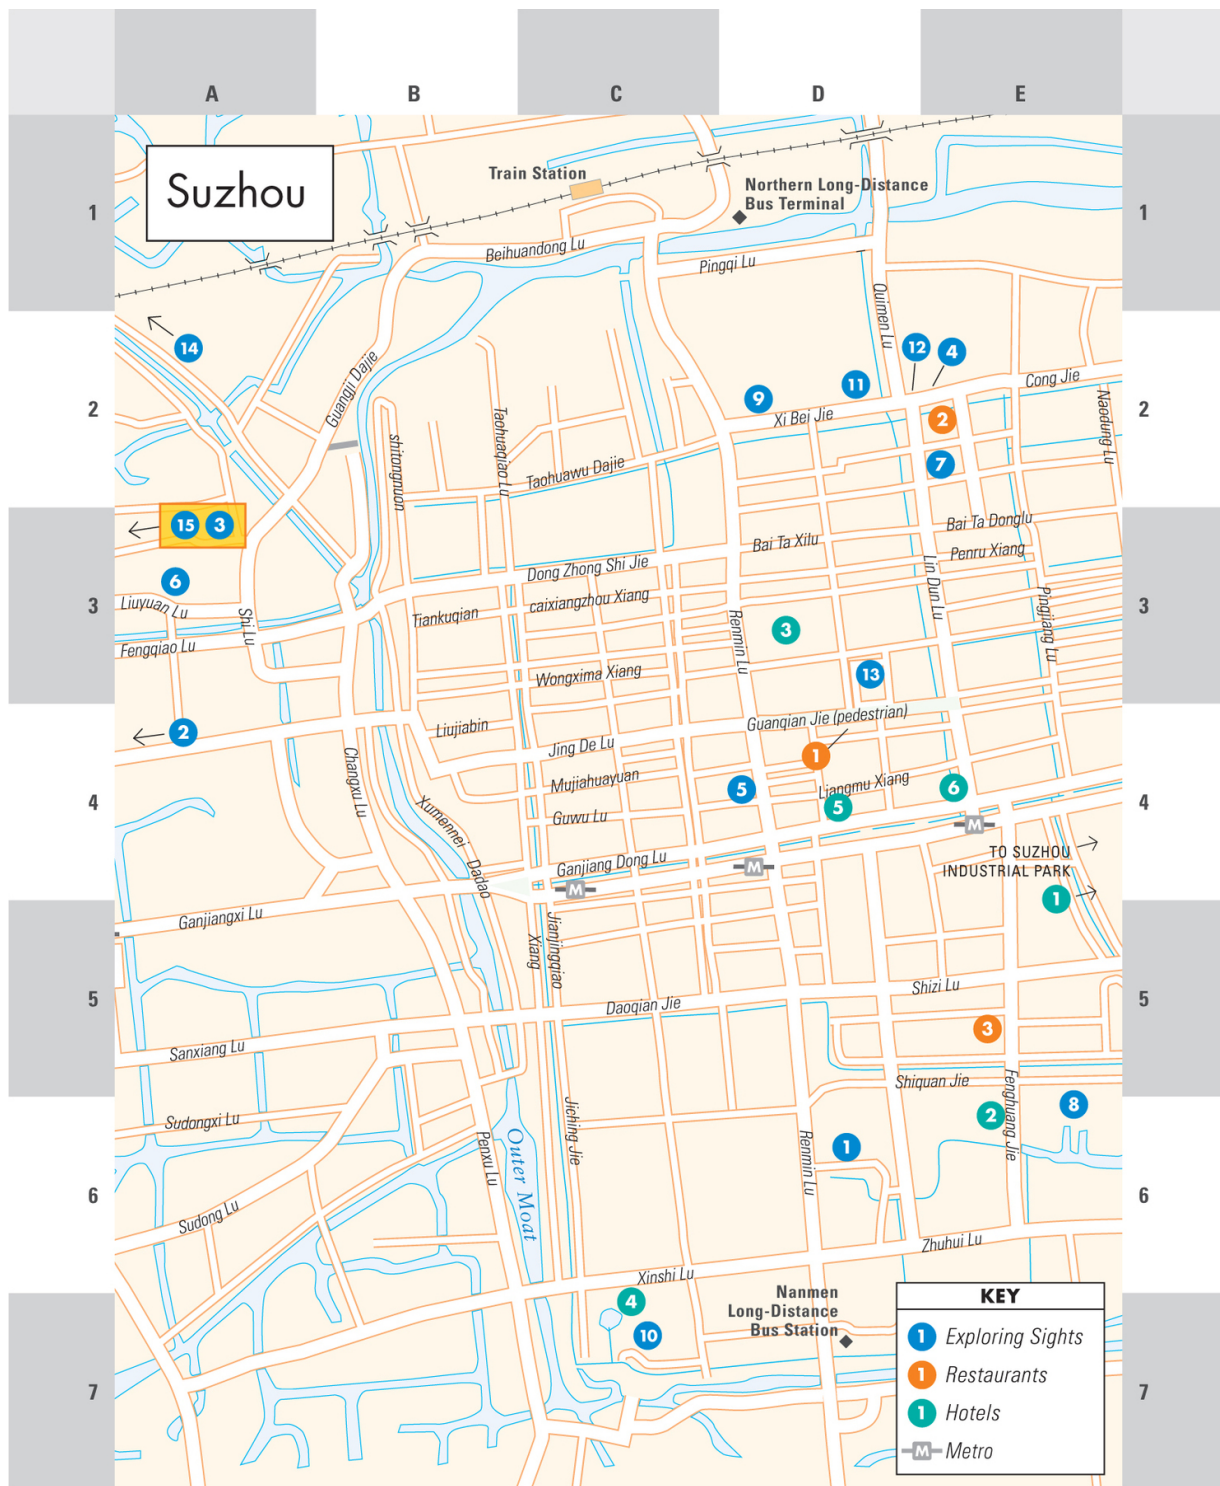 A
B
C
D
E
Suzhou
1
1
Train Station
Northern Long-Distance
Bus Terminal
Beihuandong Lu
Pingqi Lu
Quimen Lu
14
12
4
9
11
Cong Jie
Naodung Lu
2
2
Guangji Dajie
shitongnuon
Taohuaqiao Lu
Xi Bei Jie
2
7
Taohuawu Dajie
15
3
Bai Ta Donglu
Bai Ta Xilu
Penru Xiang
Lin Dun Lu
Pingjiang Lu
6
Dong Zhong Shi Jie
caixiangzhou Xiang
Tiankuqian
Liuyuan Lu
Shi Lu
3
3
Fengqiao Lu
Renmin Lu
3
Wongxima Xiang
13
2
Liujiabin
Guanqian Jie (pedestrian)
Jing De Lu
1
Changxu Lu
Mujiahuayuan
Liangmu Xiang
5
5
6
4
4
Xumennei
Dadao
Guwu Lu
M
TO SUZHOU
INDUSTRIAL PARK
Ganjiang Dong Lu
M
M
1
Ganjiangxi Lu
Xiang
Jianjingqiao
5
5
Shizi Lu
Daoqian Jie
3
Sanxiang Lu
Shiquan Jie
Fenghuang Jie
2
8
Sudongxi Lu
Jiching Jie
Penxu Lu
Outer Moat
1
Renmin Lu
6
6
Sudong Lu
Zhuhui Lu
Xinshi Lu
4
10
Nanmen
Long-Distance
Bus Station
KEY
1 Exploring Sights
1 Restaurants
1 Hotels
M Metro
7
7